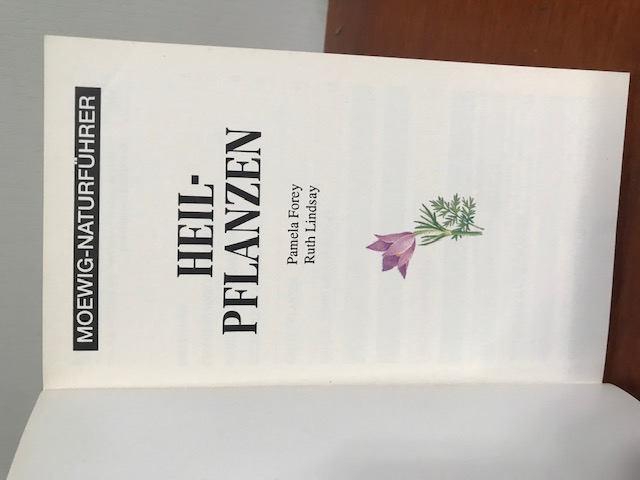 MOEWIG-NATURFÜHRER
HEIL-
PFLANZEN
Pamela Forey
Ruth Lindsay